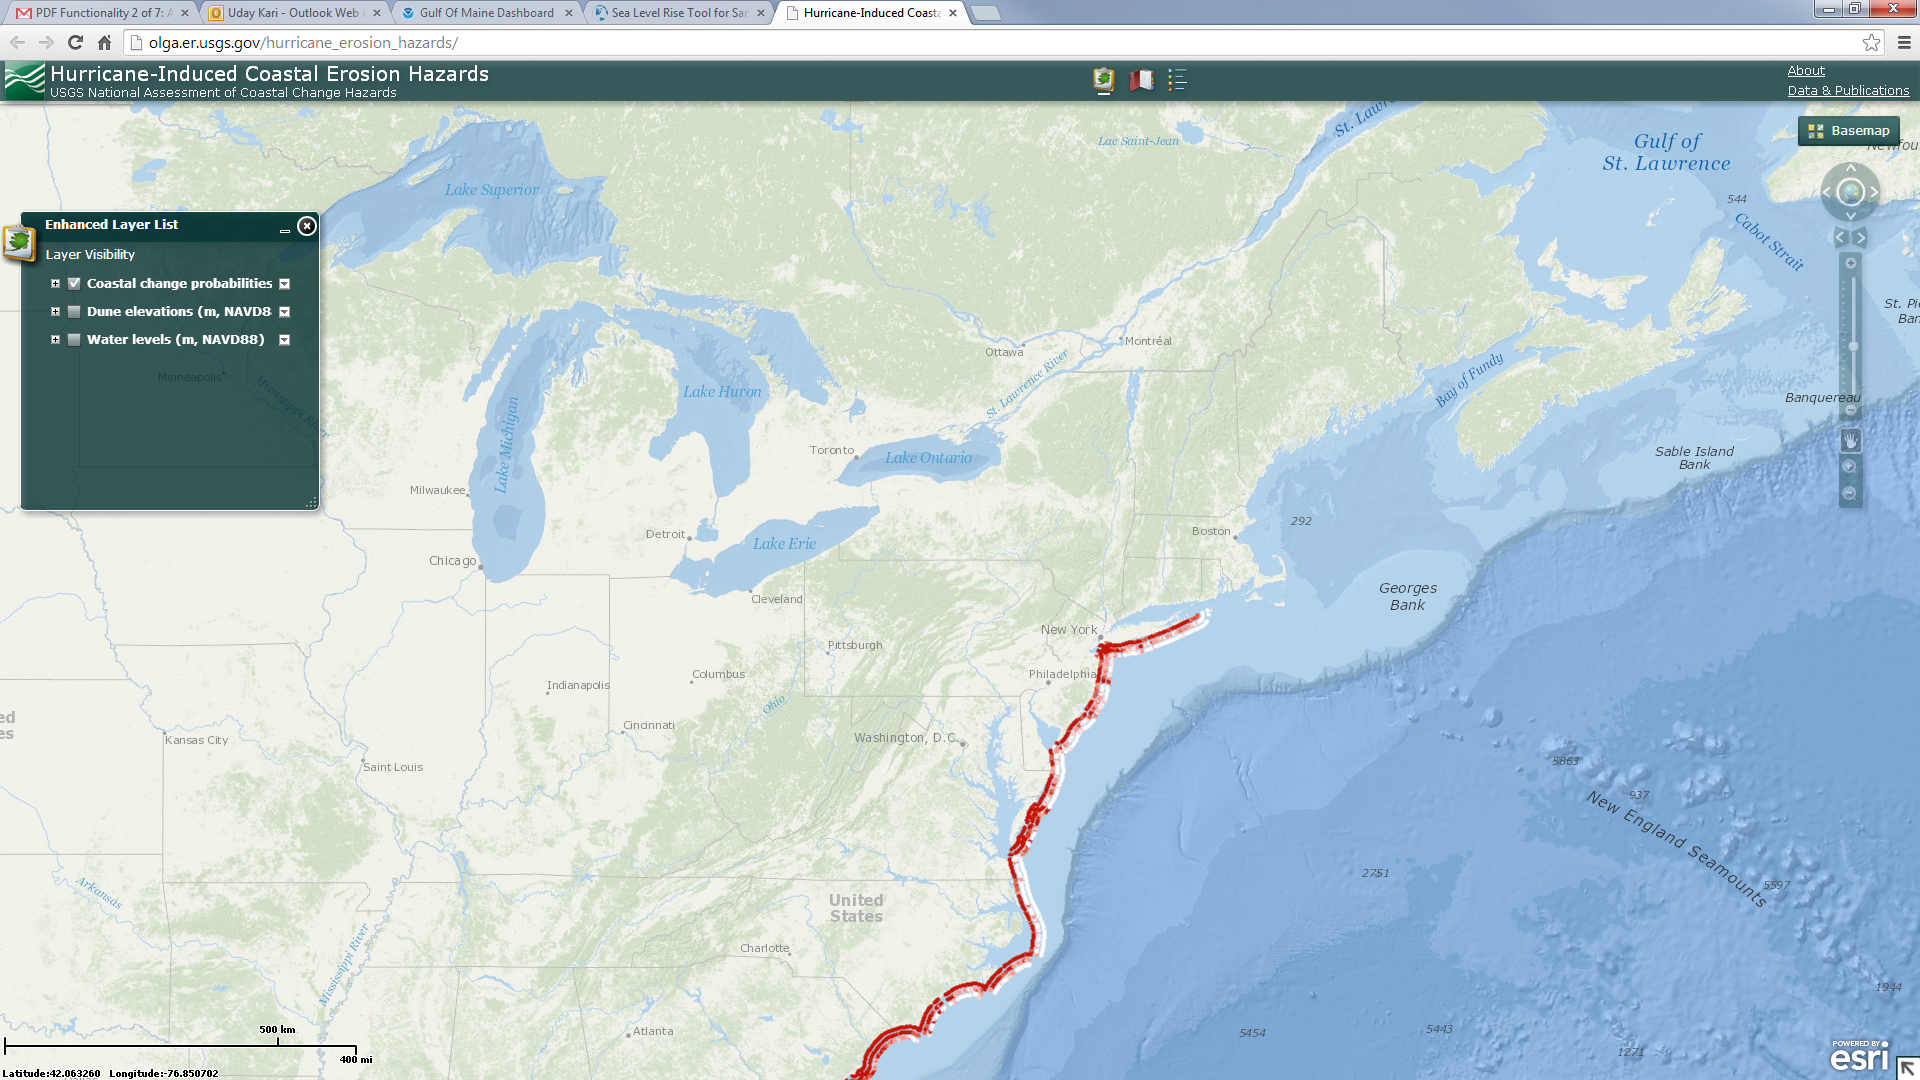 PDF Functionality 2 of 7: A
Uday Kari - Outlook Web A
Gulf Of Maine Dashboard
Sea Level Rise Tool for Sar
Hurricane-Induced Coasta
olga.er.usgs.gov/hurricane_erosion_hazards/
Hurricane-Induced Coastal Erosion Hazards
USGS National Assessment of Coastal Change Hazards
About
Data & Publications
Basemap
Enhanced Layer List
Layer Visibility
Coastal change probabilities
Dune elevations (m, NAVD8
Water levels (m, NAVD88)
St. Lawr
Lac Saint-Jean
Gulf of
St. Lawrence
Newfou
Lake Superior
544
Cabot Strait
St. Pi
Ban
Ottawa
Montréal
St. Lawrence River
Bay of Fundy
Minneapolis
Mississippi River
Lake Huron
Lake Michigan
Banquereau
Toronto
Lake Ontario
Sable Island
Bank
Milwaukee
292
Boston
Detroit
Lake Erie
Chicago
Georges
Bank
Cleveland
New York
Pittsburgh
Philadelphia
Columbus
Indianapolis
Ohio
ed
es
Cincinnati
Washington, D.C.
Kansas City
Saint Louis
5863
937
New England Seamounts
5597
2751
Arkansas
United
States
Charlotte
Mississippi River
1944
Atlanta
5454
5443
1271
500 km
400 mi
Latitude:42.063260 Longitude:-76.850702
Dallas
POWERED BY
esri